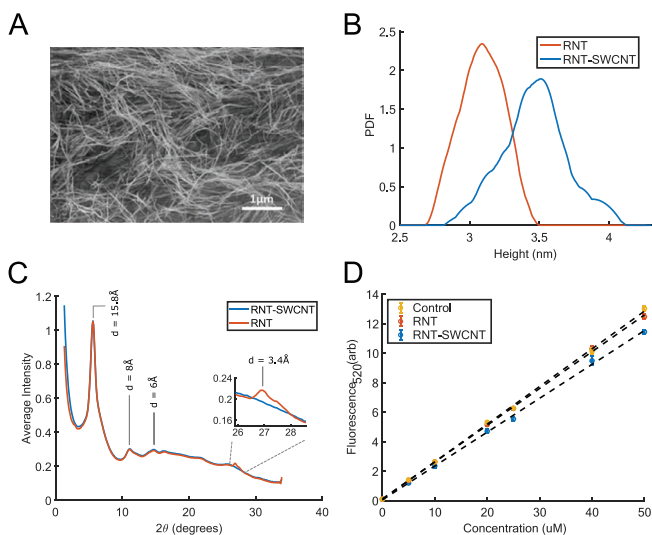 A
1μm
B
RNT
RNT-SWCNT
2.5
2
1.5
1
0.5
0
PDF
2.5
3
3.5
4
Height (nm)
C
1.2
1
0.8
0.6
0.4
0.2
0
Average Intensity
d = 15.8Å
d = 8Å
d = 6Å
RNT-SWCNT
RNT
d = 3.4Å
0.24
0.2
0.16
26
27
28
0
10
20
30
40
2θ (degrees)
D
14
12
10
8
6
4
2
0
Fluorescence520(arb)
Control
RNT
RNT-SWCNT
0
10
20
30
40
50
Concentration (uM)